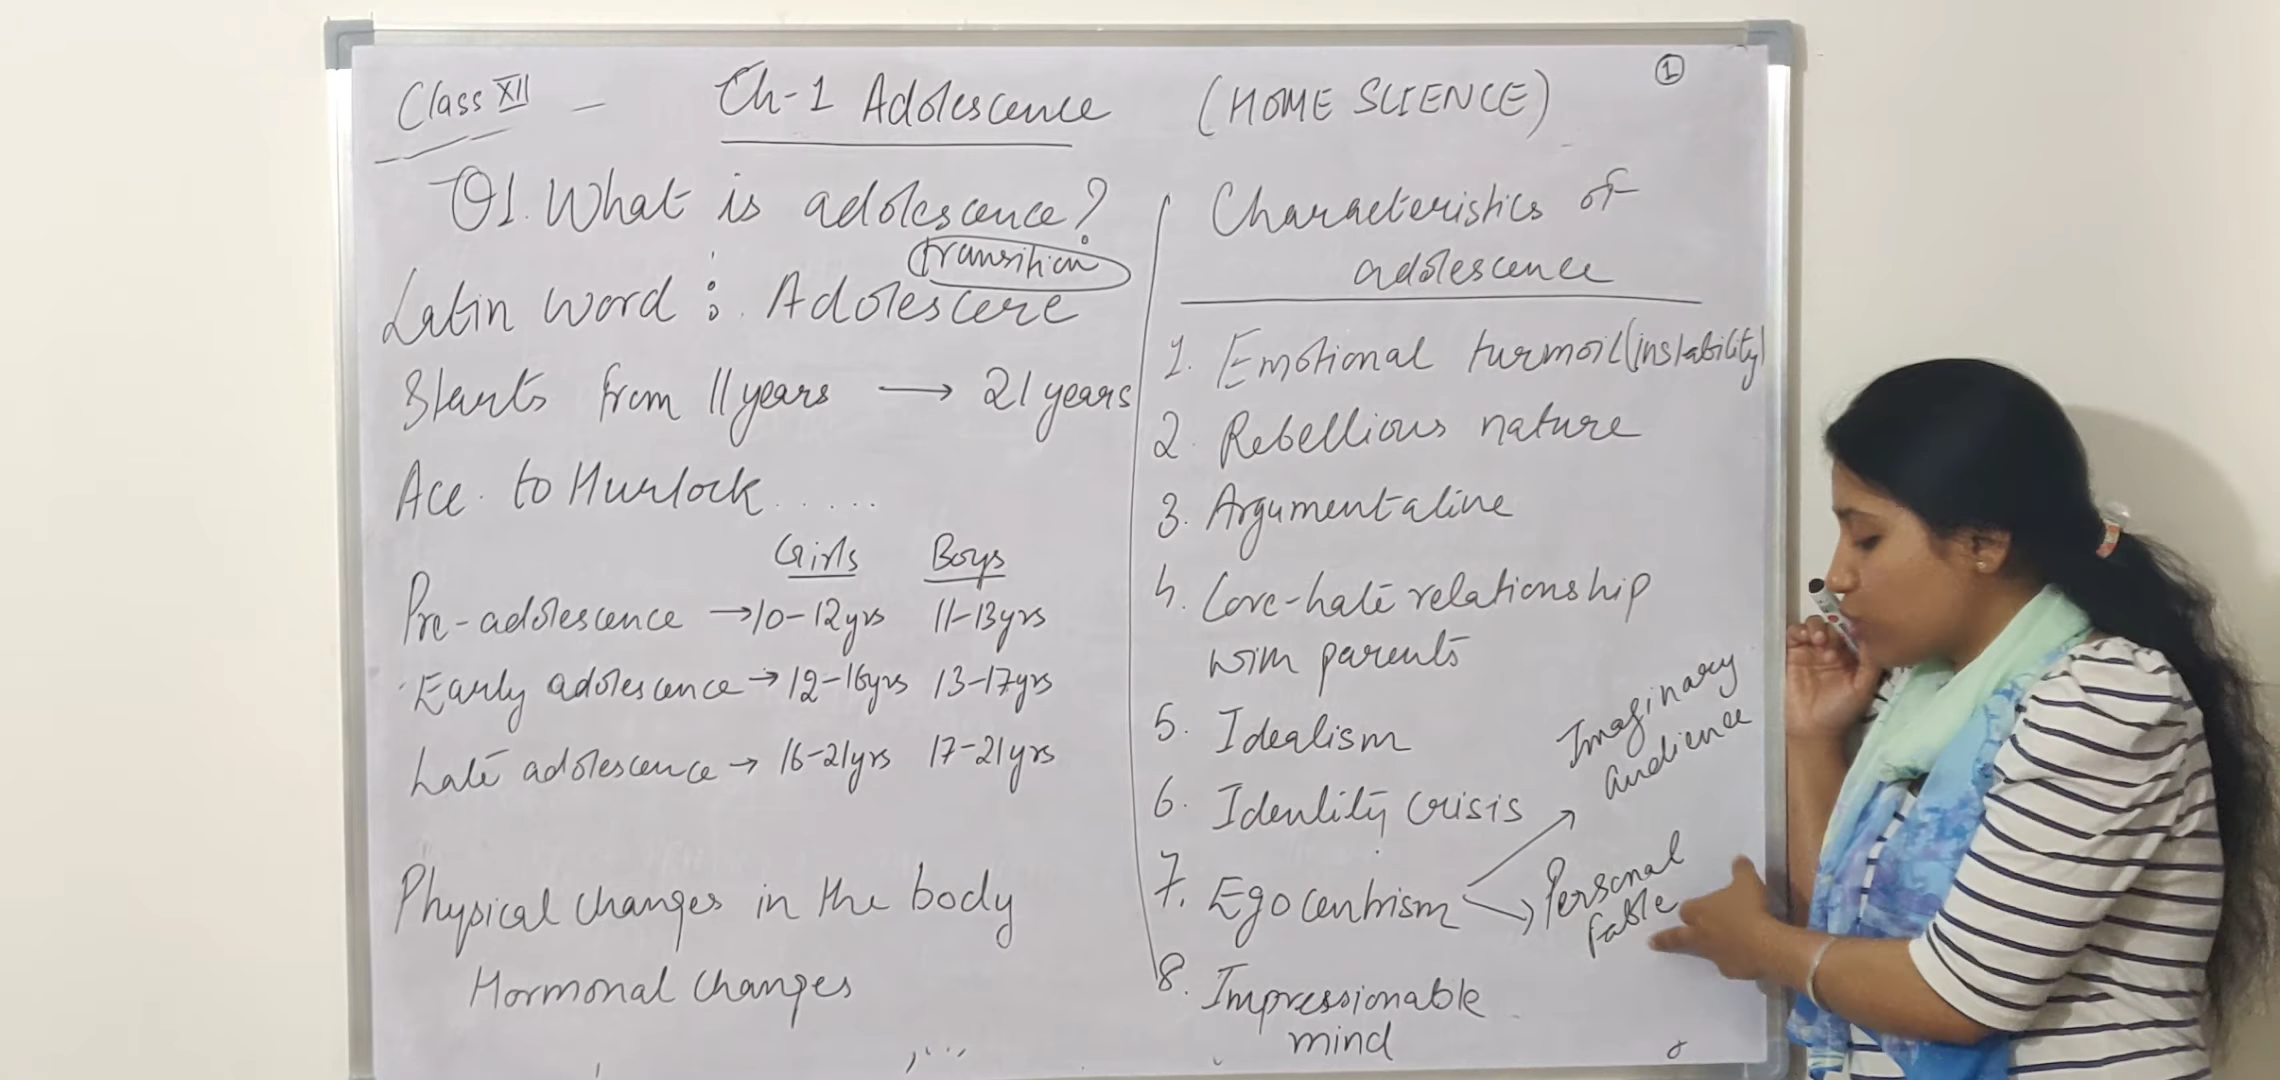 Class XII - Ch-1 Adolescence (HOME SCIENCE) 1
Q1. What is adolescence?
transition
Latin word : Adolescere
Starts from 11 years → 21 years
Acc. to Hurlock . . . . .
Girls Boys
Pre-adolescence → 10-12yrs 11-13yrs
Early adolescence → 12-16yrs 13-17yrs
Late adolescence → 16-21yrs 17-21yrs
Physical changes in the body
Hormonal changes
Characteristics of
adolescence
1. Emotional turmoil (instability)
2. Rebellious nature
3. Argumentative
4. Love-hate relationship
with parents
5. Idealism
6. Identity crisis
7. Egocentrism
Imaginary
audience
Personal
fable
8. Impressionable
mind